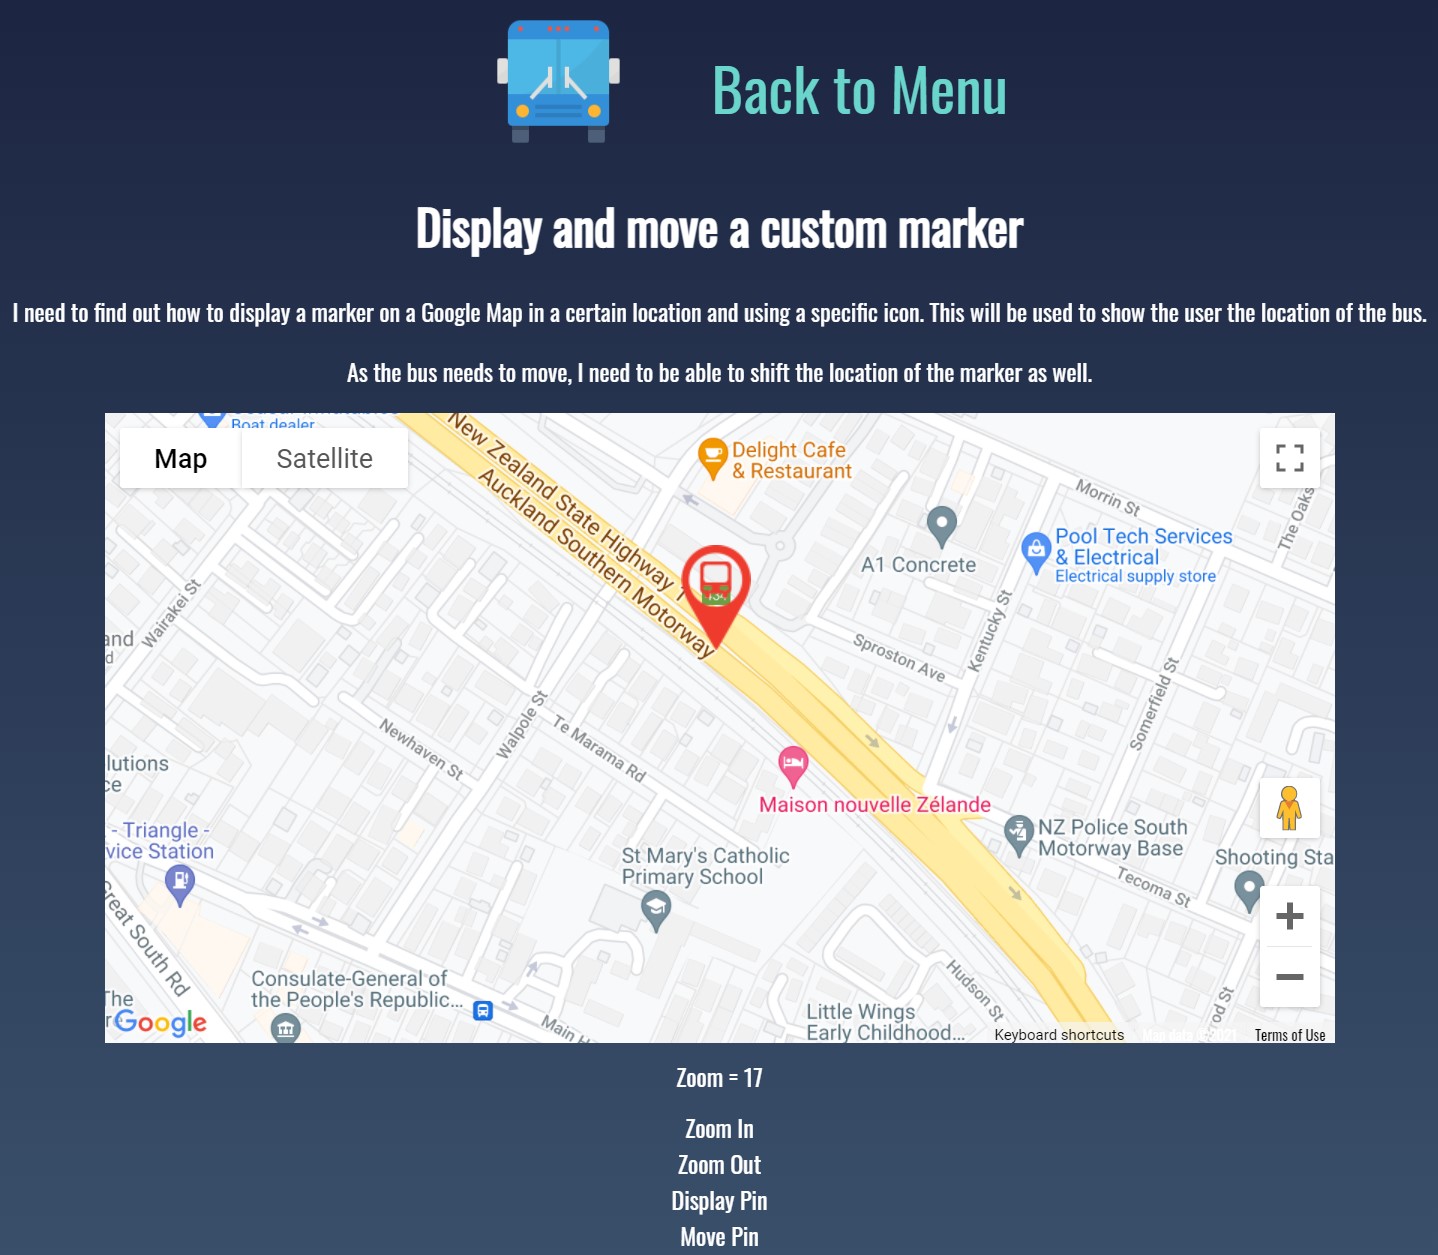 Back to Menu
Display and move a custom marker
I need to find out how to display a marker on a Google Map in a certain location and using a specific icon. This will be used to show the user the location of the bus.
As the bus needs to move, I need to be able to shift the location of the marker as well.
Boat dealer
Map
Satellite
New Zealand State Highway 1
Auckland Southern Motorway
Delight Cafe
& Restaurant
Morrin St
The Oaks
A1 Concrete
Pool Tech Services
& Electrical
Electrical supply store
Wairakei St
and
d
Kentucky St
Sproston Ave
Somerfield St
Walpole St
Te Marama Rd
Newhaven St
lutions
ce
Maison nouvelle Zélande
- Triangle -
vice Station
NZ Police South
Motorway Base
Shooting Sta
St Mary's Catholic
Primary School
Tecoma St
Great South Rd
Consulate-General of
the People's Republic...
Hudson St
od St
The
r
Google
Main H
Little Wings
Early Childhood...
Keyboard shortcuts
Map data ©2021
Terms of Use
Zoom = 17
Zoom In
Zoom Out
Display Pin
Move Pin